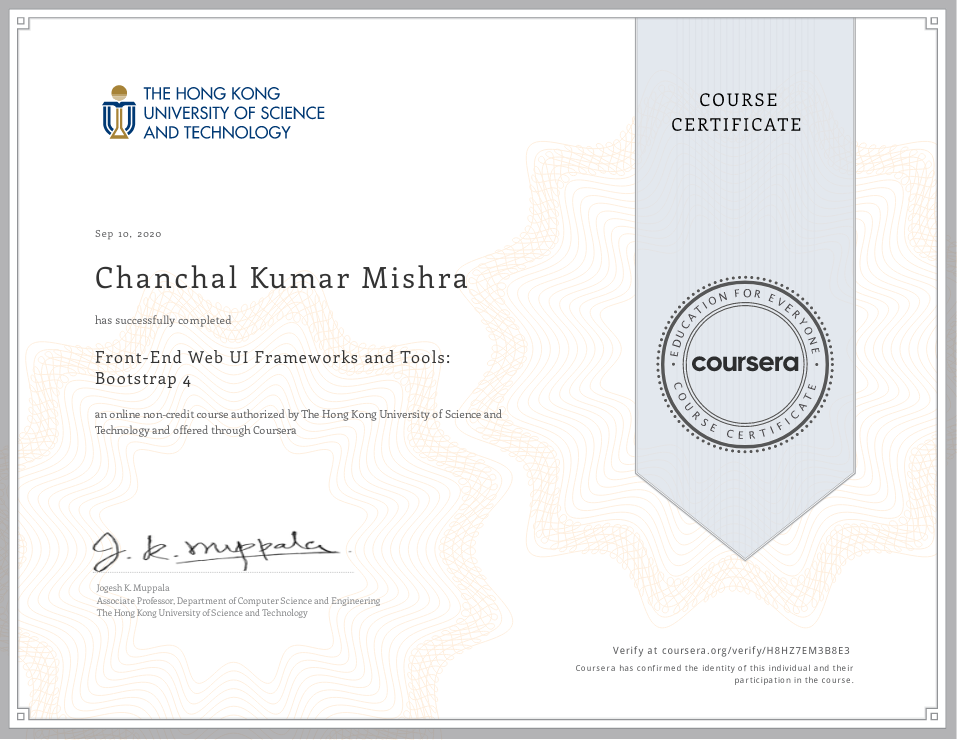 THE HONG KONG
UNIVERSITY OF SCIENCE
AND TECHNOLOGY
COURSE
CERTIFICATE
Sep 10, 2020
Chanchal Kumar Mishra
has successfully completed
Front-End Web UI Frameworks and Tools:
Bootstrap 4
an online non-credit course authorized by The Hong Kong University of Science and
Technology and offered through Coursera
EDUCATION FOR EVERYONE
coursera
COURSE CERTIFICATE
J. K. Muppala
Jogesh K. Muppala
Associate Professor, Department of Computer Science and Engineering
The Hong Kong University of Science and Technology
Verify at coursera.org/verify/H8HZ7EM3B8E3
Coursera has confirmed the identity of this individual and their
participation in the course.